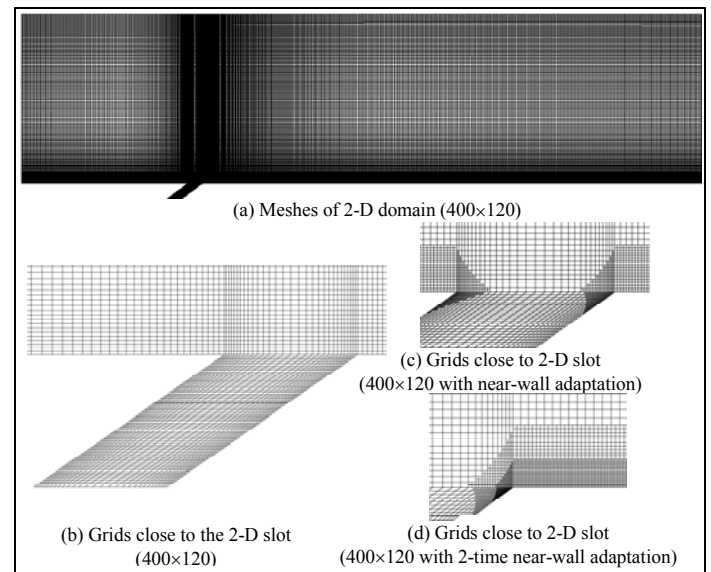 (a) Meshes of 2-D domain (400×120)
(c) Grids close to 2-D slot
(400×120 with near-wall adaptation)
(b) Grids close to the 2-D slot
(400×120)
(d) Grids close to 2-D slot
(400×120 with 2-time near-wall adaptation)